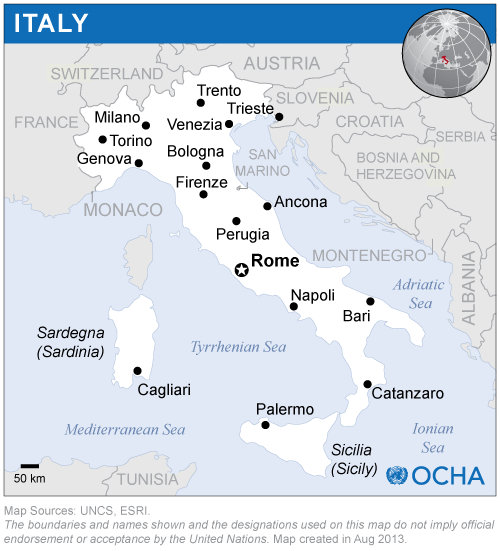 ITALY
AUSTRIA
SWITZERLAND
Trento
SLOVENIA
Milano
Trieste
FRANCE
Venezia
CROATIA
Torino
SERBIA
Bologna
Genova
SAN
MARINO
BOSNIA AND
HERZEGOVINA
Firenze
MONACO
Ancona
Perugia
MONTENEGRO
ALBANIA
Rome
Adriatic
Sea
Napoli
Bari
Sardegna
(Sardinia)
Tyrrhenian Sea
Cagliari
Catanzaro
Palermo
Mediterranean Sea
Ionian
Sea
Sicilia
(Sicily)
50 km
TUNISIA
OCHA
Map Sources: UNCS, ESRI.
The boundaries and names shown and the designations used on this map do not imply official
endorsement or acceptance by the United Nations. Map created in Aug 2013.